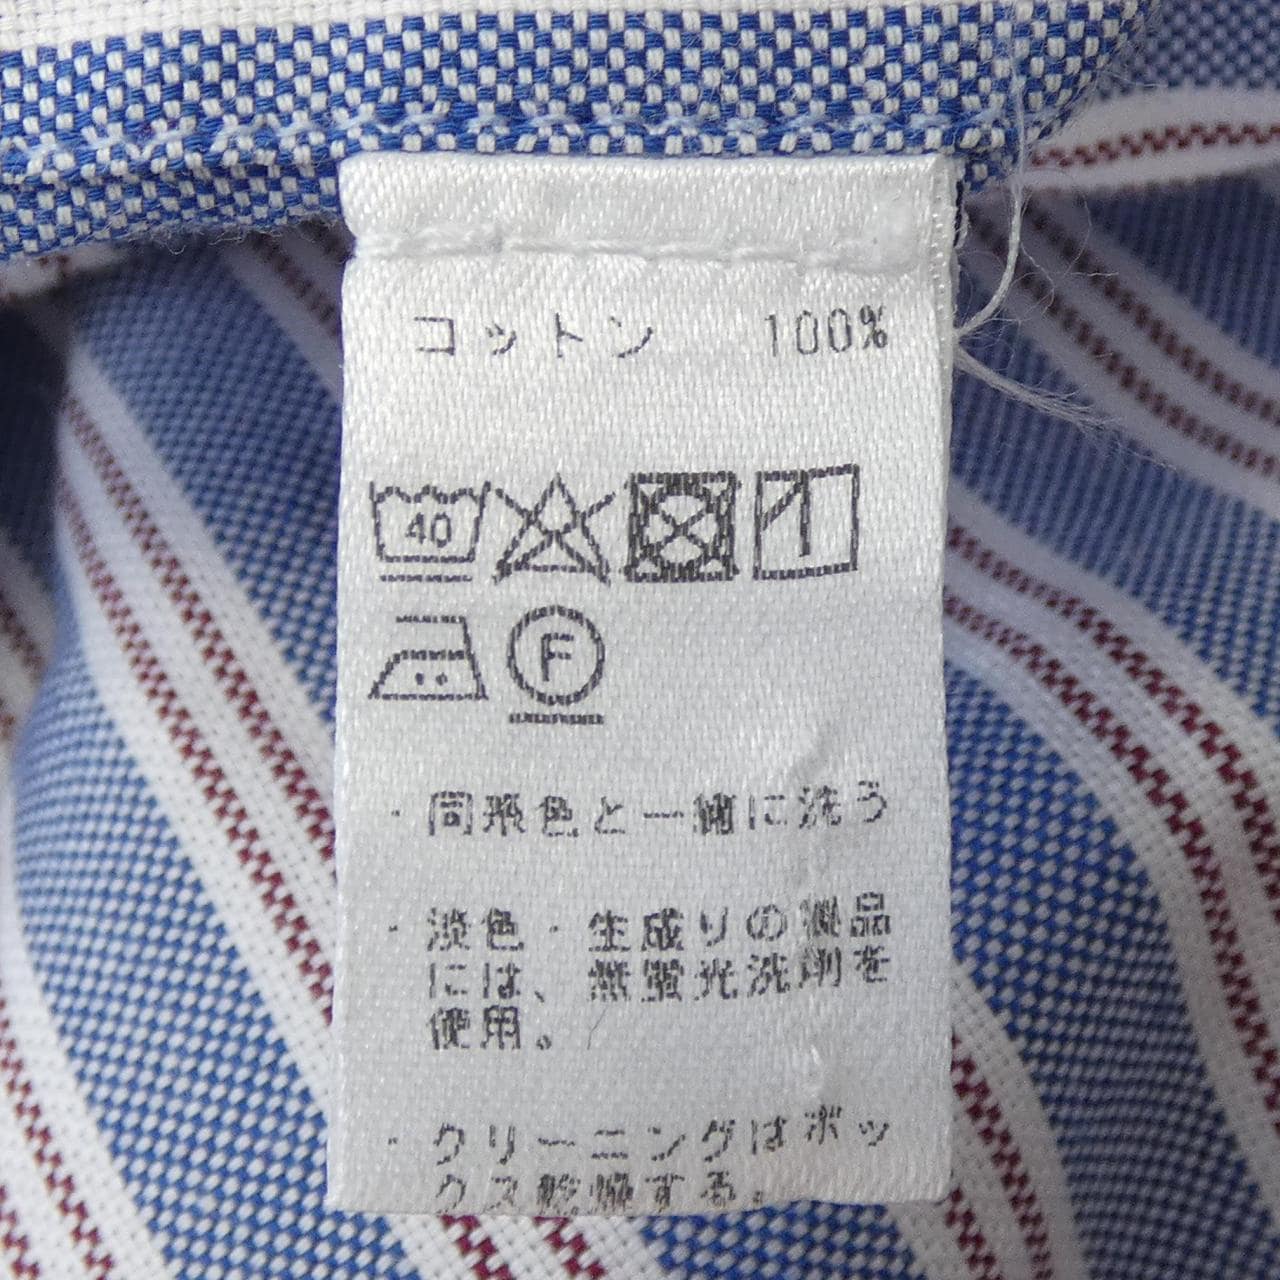 コットン 100%
40
F
・同系色と一緒に洗う
・淡色・生成りの製品
には、無蛍光洗剤を
使用。
・クリーニングはボッ
クス乾燥する。